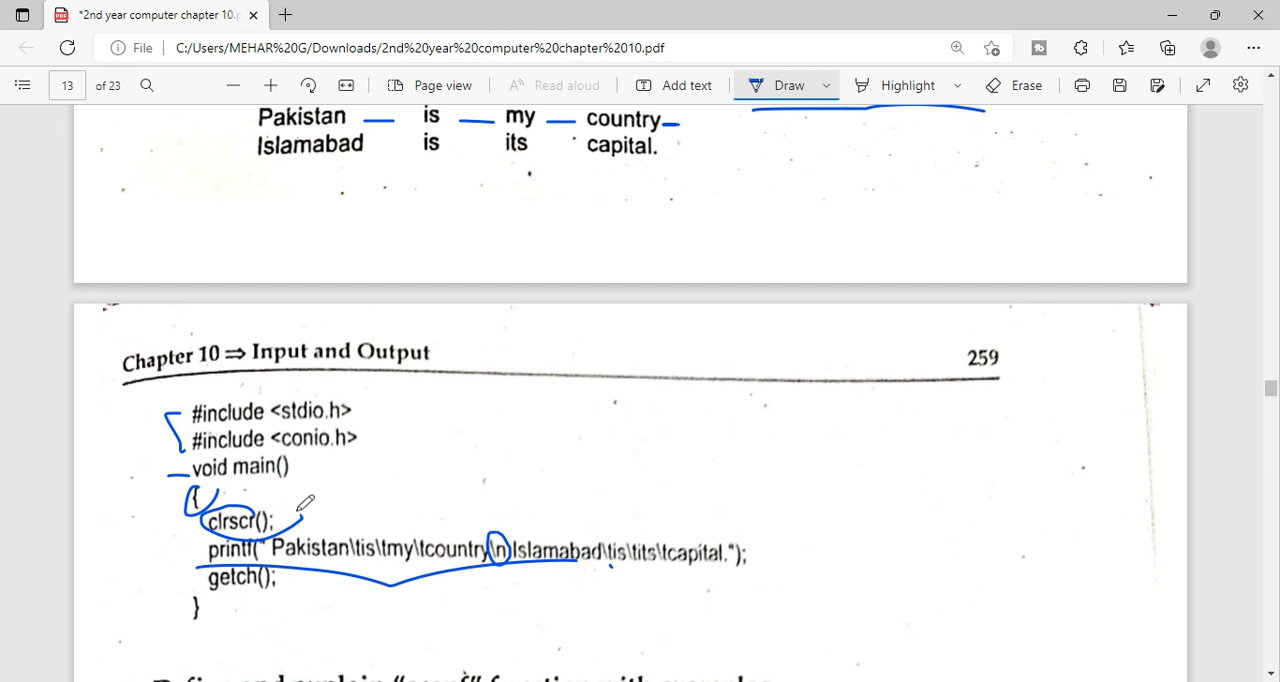 *2nd year computer chapter 10.p
File
C:/Users/MEHAR%20G/Downloads/2nd%20year%20computer%20chapter%2010.pdf
13 of 23
Page view
Read aloud
Add text
Draw
Highlight
Erase
Pakistan is my country
Islamabad is its capital.
Chapter 10 ⇒ Input and Output 259
#include <stdio.h>
#include <conio.h>
void main()
{
clrscr();
printf(" Pakistan\tis\tmy\tcountry\n Islamabad\tis\tits\tcapital.");
getch();
}